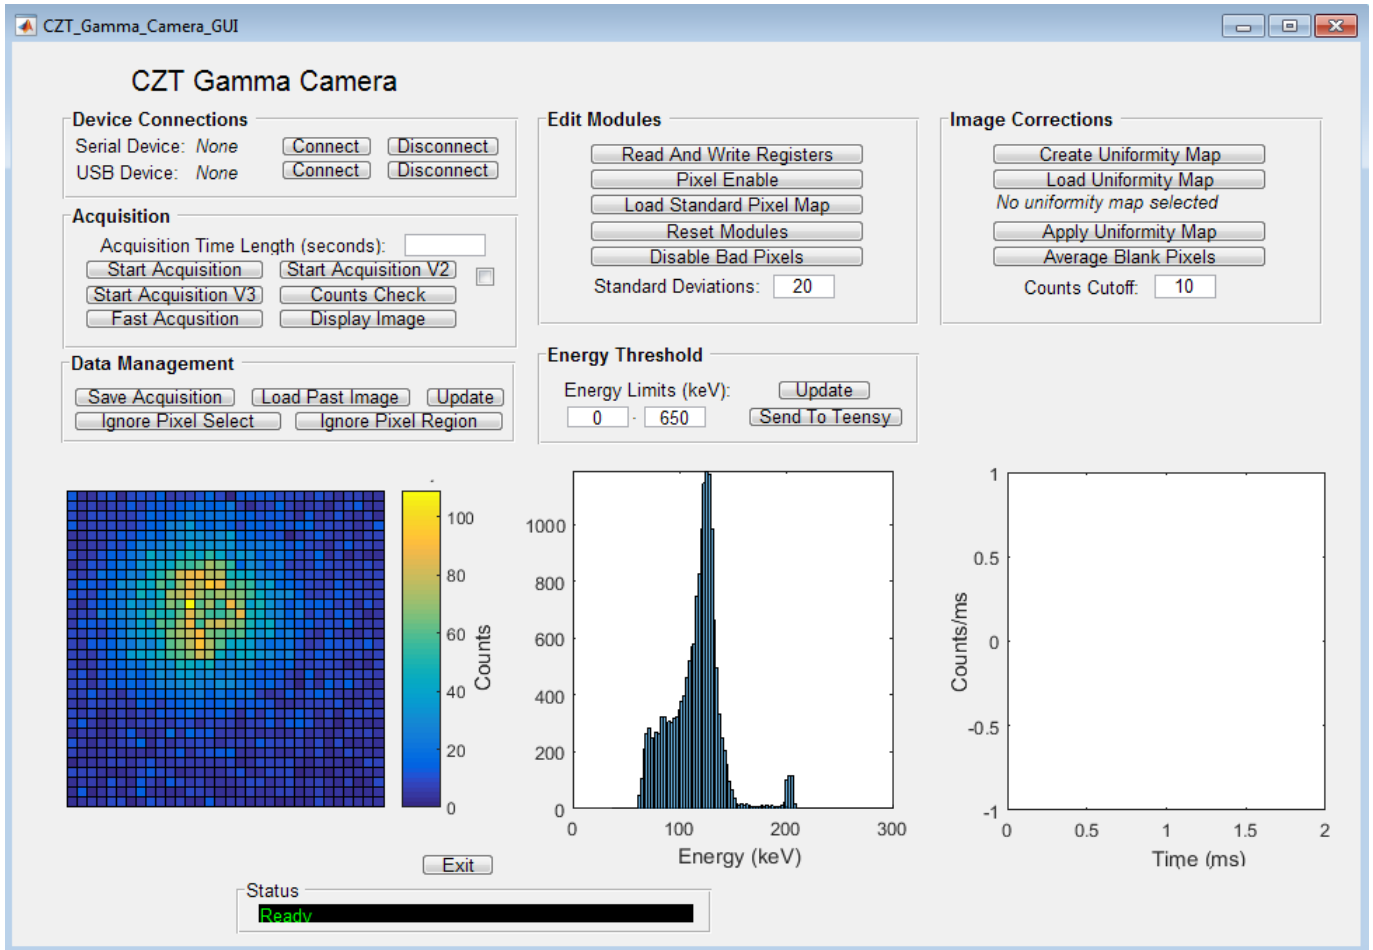 CZT_Gamma_Camera_GUI
CZT Gamma Camera
Device Connections
Serial Device: None Connect Disconnect
USB Device: None Connect Disconnect
Acquisition
Acquisition Time Length (seconds):
Start Acquisition Start Acquisition V2
Start Acquisition V3 Counts Check
Fast Acqusition Display Image
Data Management
Save Acquisition Load Past Image Update
Ignore Pixel Select Ignore Pixel Region
Edit Modules
Read And Write Registers
Pixel Enable
Load Standard Pixel Map
Reset Modules
Disable Bad Pixels
Standard Deviations: 20
Energy Threshold
Energy Limits (keV): Update
0 - 650 Send To Teensy
Image Corrections
Create Uniformity Map
Load Uniformity Map
No uniformity map selected
Apply Uniformity Map
Average Blank Pixels
Counts Cutoff: 10
100
80
60
40
20
0
Counts
1000
800
600
400
200
0
0 100 200 300
Energy (keV)
1
0.5
0
-0.5
-1
Counts/ms
0 0.5 1 1.5 2
Time (ms)
Exit
Status
Ready